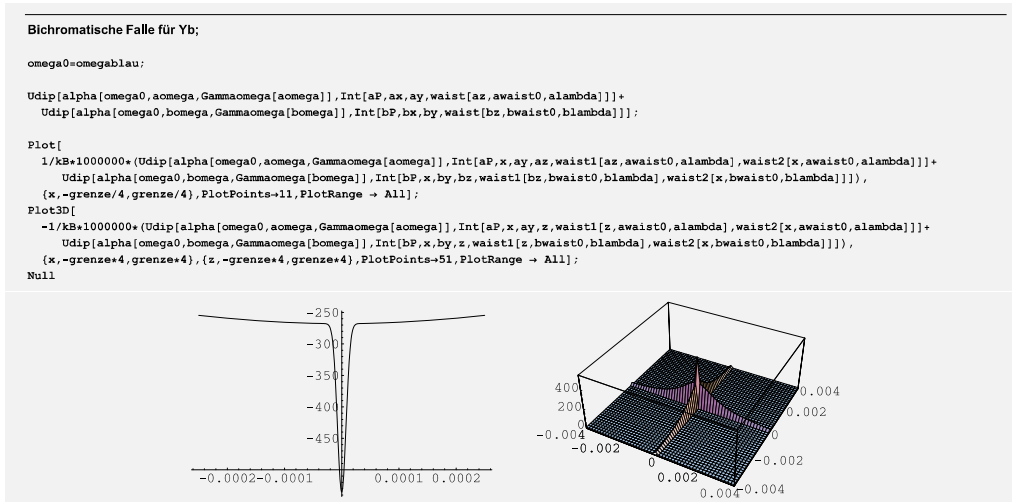 Bichromatische Falle für Yb;
omega0=omegablau;
Udip[alpha[omega0,aomega,Gammaomega[aomega]],Int[aP,ax,ay,waist[az,awaist0,alambda]]]+
Udip[alpha[omega0,bomega,Gammaomega[bomega]],Int[bP,bx,by,waist[bz,bwaist0,blambda]]];
Plot[
1/kB*1000000*(Udip[alpha[omega0,aomega,Gammaomega[aomega]],Int[aP,x,ay,az,waist1[az,awaist0,alambda],waist2[x,awaist0,alambda]]]+
Udip[alpha[omega0,bomega,Gammaomega[bomega]],Int[bP,x,by,bz,waist1[bz,bwaist0,blambda],waist2[x,bwaist0,blambda]]]),
{x,-grenze/4,grenze/4},PlotPoints→11,PlotRange → All];
Plot3D[
-1/kB*1000000*(Udip[alpha[omega0,aomega,Gammaomega[aomega]],Int[aP,x,ay,z,waist1[z,awaist0,alambda],waist2[x,awaist0,alambda]]]+
Udip[alpha[omega0,bomega,Gammaomega[bomega]],Int[bP,x,by,z,waist1[z,bwaist0,blambda],waist2[x,bwaist0,blambda]]]),
{x,-grenze*4,grenze*4},{z,-grenze*4,grenze*4},PlotPoints→51,PlotRange → All];
Null
-250
-300
-350
-400
-450
-0.0002 -0.0001 0.0001 0.0002
400
200
0
-0.004
-0.002
0
0.002
0.004
-0.004
-0.002
0
0.002
0.004